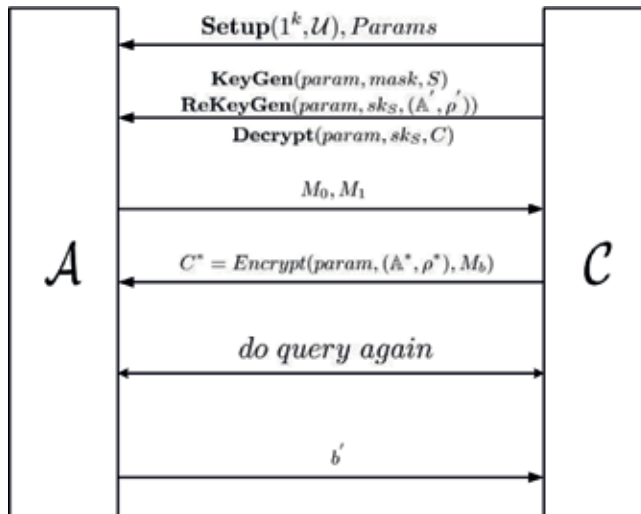 Setup(1^k, 𝒰), Params
KeyGen(param, mask, S)
ReKeyGen(param, sk_S, (𝔸′, ρ′))
Decrypt(param, sk_S, C)
M_0, M_1
𝒜
C* = Encrypt(param, (𝔸*, ρ*), M_b)
𝒞
do query again
b′